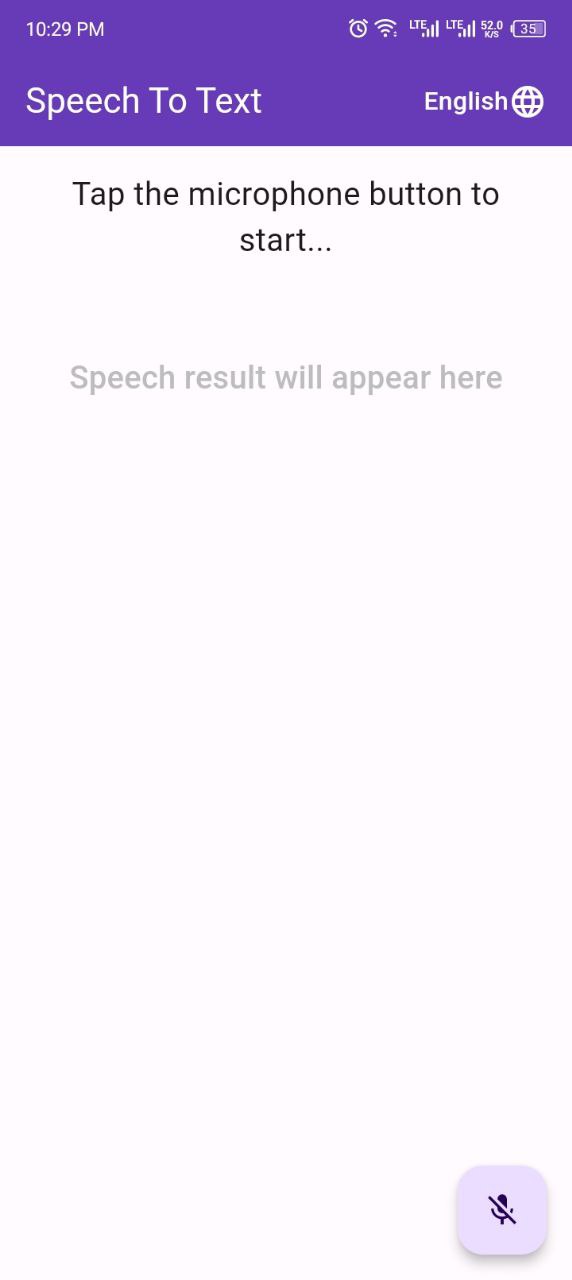 10:29 PM LTE LTE 52.0 K/S 35
Speech To Text English
Tap the microphone button to
start...
Speech result will appear here